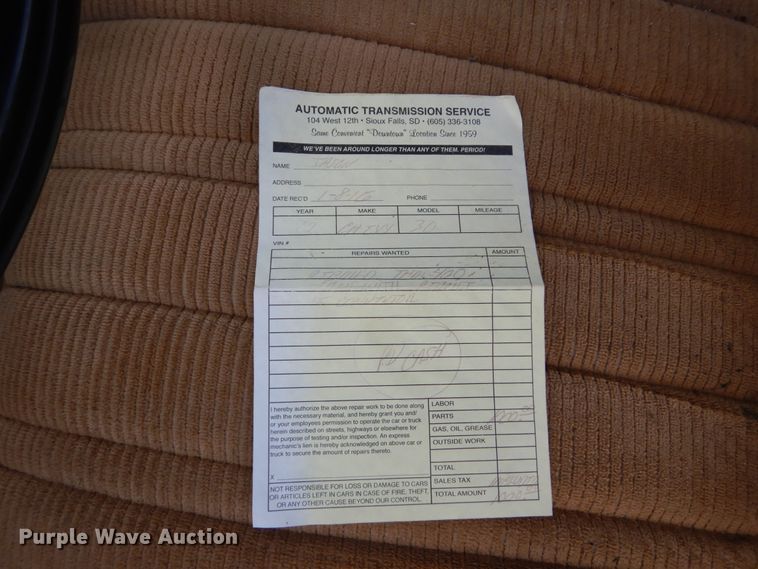 AUTOMATIC TRANSMISSION SERVICE
104 West 12th • Sioux Falls, SD • (605) 336-3108
Same Convenient "Downtown" Location Since 1959
WE'VE BEEN AROUND LONGER THAN ANY OF THEM. PERIOD!
NAME
ADDRESS
DATE REC'D PHONE
YEAR MAKE MODEL MILEAGE
CHEVY 30
VIN #
REPAIRS WANTED AMOUNT
Pd CASH
I hereby authorize the above repair work to be done along
with the necessary material, and hereby grant you and/
or your employees permission to operate the car or truck
herein described on streets, highways or elsewhere for
the purpose of testing and/or inspection. An express
mechanic's lien is hereby acknowledged on above car or
truck to secure the amount of repairs thereto.
X
NOT RESPONSIBLE FOR LOSS OR DAMAGE TO CARS
OR ARTICLES LEFT IN CARS IN CASE OF FIRE, THEFT,
OR ANY OTHER CAUSE BEYOND OUR CONTROL.
LABOR
PARTS
GAS, OIL, GREASE
OUTSIDE WORK
TOTAL
SALES TAX
TOTAL AMOUNT
Purple Wave Auction